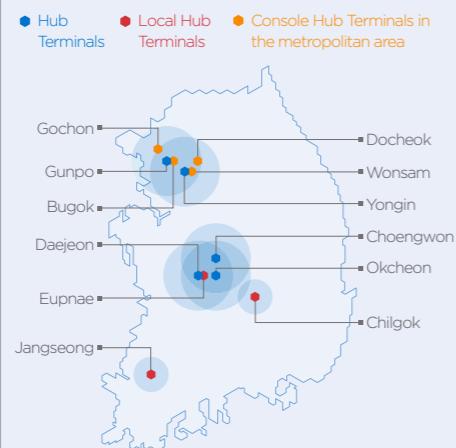 Hub
Terminals
Local Hub
Terminals
Console Hub Terminals in
the metropolitan area
Gochon
Gunpo
Bugok
Daejeon
Eupnae
Jangseong
Docheok
Wonsam
Yongin
Choengwon
Okcheon
Chilgok